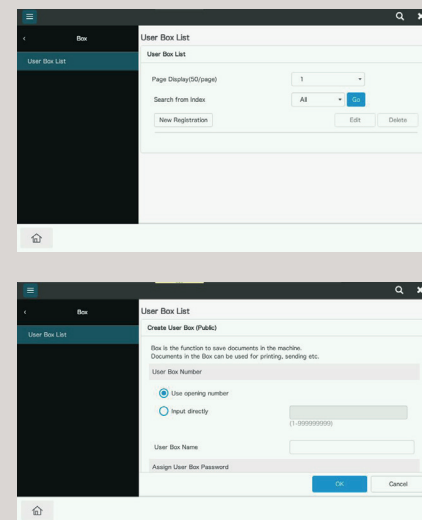 Box
User Box List
User Box List
User Box List
Page Display(50/page)
1
Search from Index
All
Go
New Registration
Edit
Delete
Box
User Box List
User Box List
Create User Box (Public)
Box is the function to save documents in the machine.
Documents in the Box can be used for printing, sending etc.
User Box Number
Use opening number
Input directly
(1-999999999)
User Box Name
Assign User Box Password
OK
Cancel